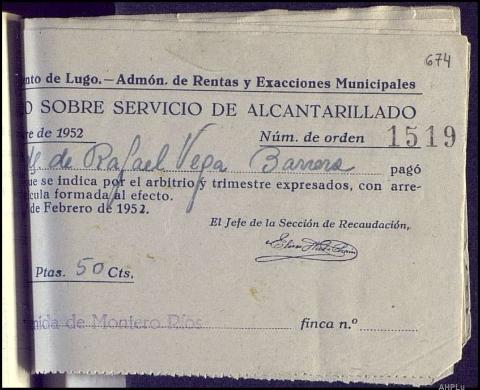 674
nto de Lugo.—Admón. de Rentas y Exacciones Municipales
O SOBRE SERVICIO DE ALCANTARILLADO
re de 1952 Núm. de orden 1519
de Rafael Vega Barrera pagó
ue se indica por el arbitrio y trimestre expresados, con arre-
ícula formada al efecto.
de Febrero de 1952.
El Jefe de la Sección de Recaudación,
Ptas. 50 Cts.
nida de Montero Ríos finca n.º
AHPLu